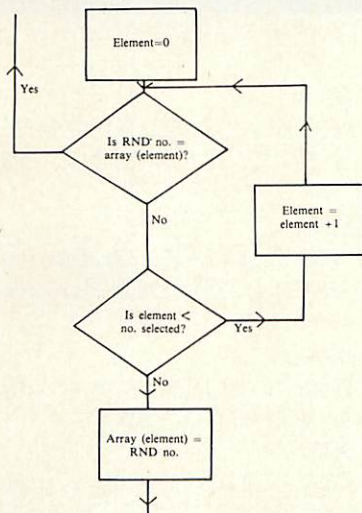 Element=0
Yes
Is RND no. =
array (element)?
No
Element =
element +1
Is element <
no. selected?
Yes
No
Array (element) =
RND no.